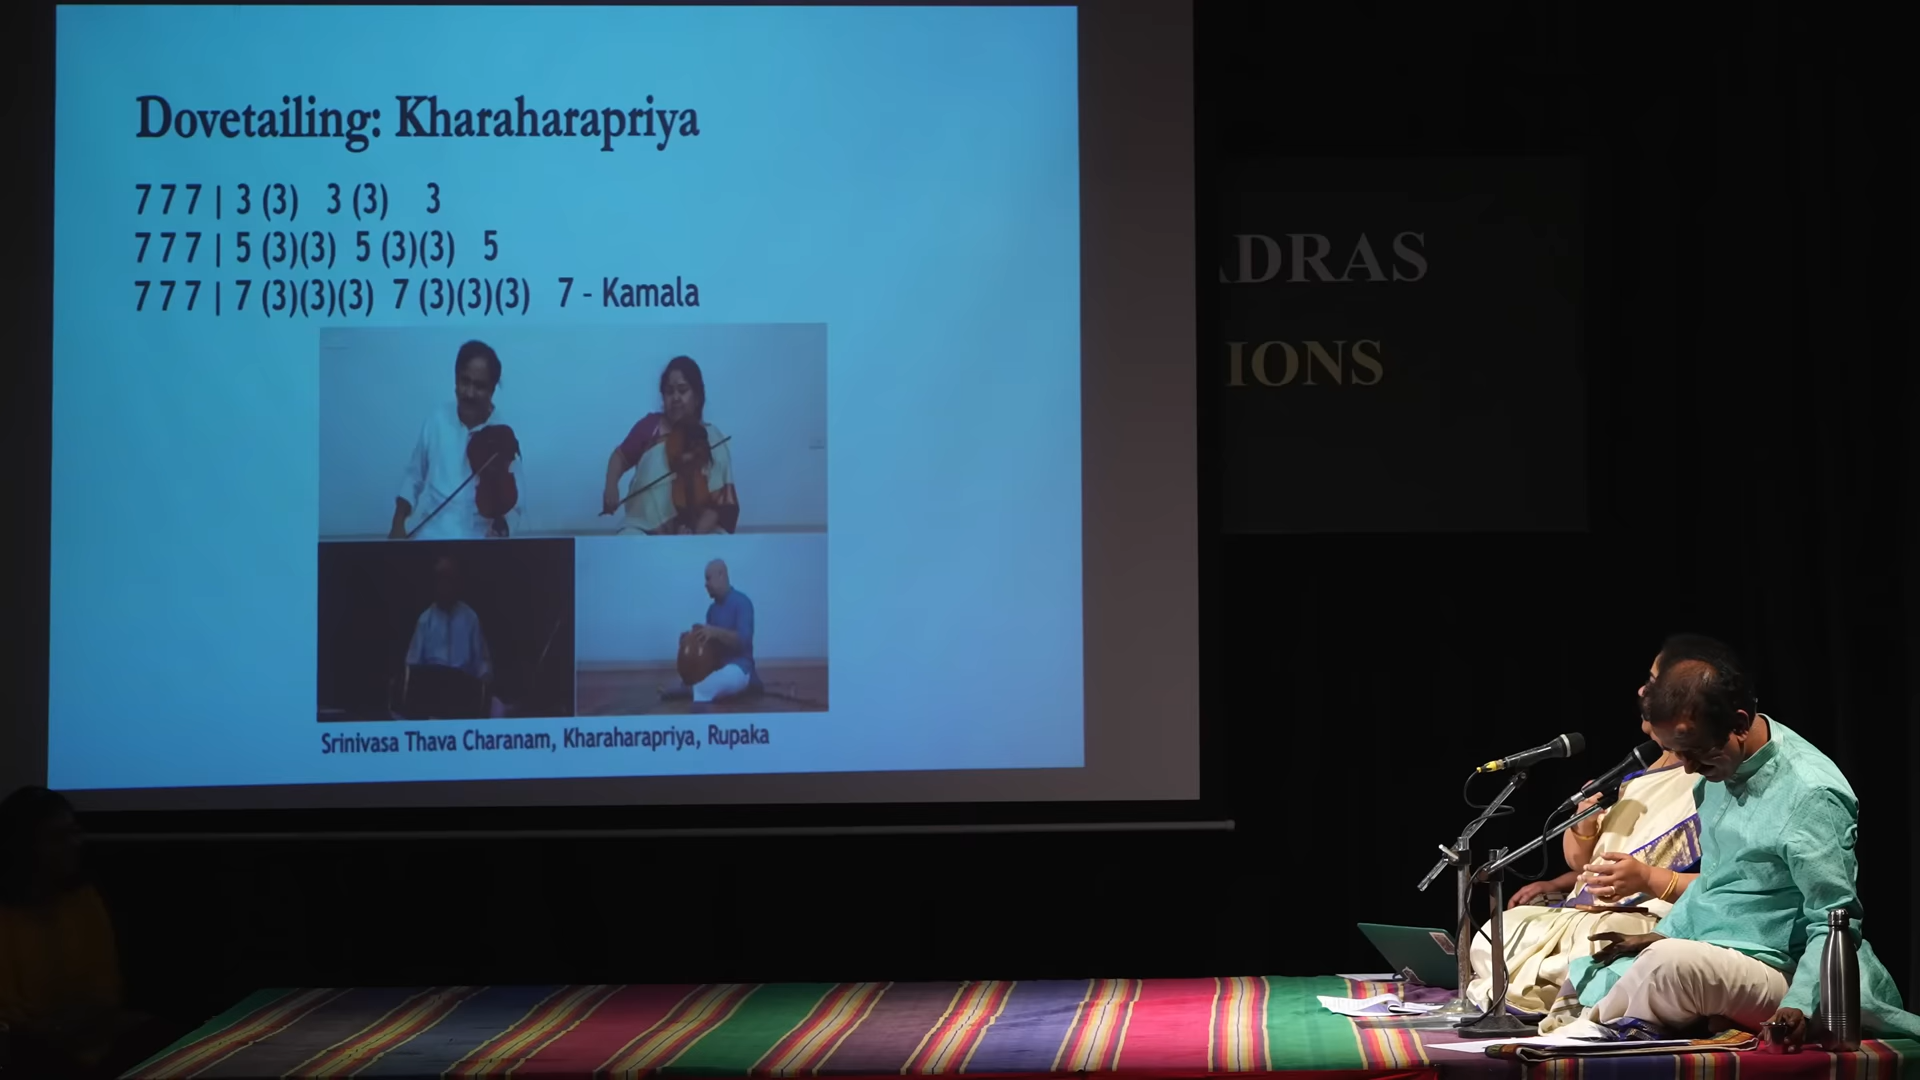 Dovetailing: Kharaharapriya
7 7 7 | 3 (3) 3 (3) 3
7 7 7 | 5 (3)(3) 5 (3)(3) 5
7 7 7 | 7 (3)(3)(3) 7 (3)(3)(3) 7 - Kamala
Srinivasa Thava Charanam, Kharaharapriya, Rupaka
ADRAS
IONS